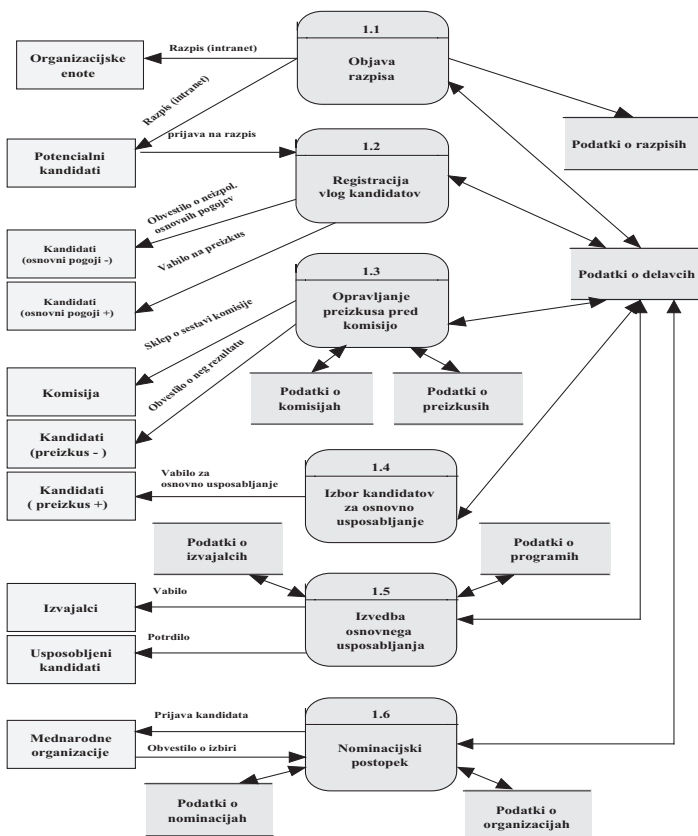 1.1
Objava
razpisa
Organizacijske
enote
Razpis (intranet)
Razpis (intranet)
Podatki o razpisih
Potencialni
kandidati
prijava na razpis
1.2
Registracija
vlog kandidatov
Obvestilo o neizpol.
osnovnih pogojev
Vabilo na preizkus
Kandidati
(osnovni pogoji -)
Kandidati
(osnovni pogoji +)
Podatki o delavcih
1.3
Opravljanje
preizkusa pred
komisijo
Sklep o sestavi komisije
Obvestilo o neg rezultatu
Komisija
Kandidati
(preizkus - )
Podatki o
komisijah
Podatki o
preizkusih
Kandidati
( preizkus +)
Vabilo za
osnovno usposabljanje
1.4
Izbor kandidatov
za osnovno
usposabljanje
Podatki o
izvajalcih
Podatki o
programih
1.5
Izvedba
osnovnega
usposabljanja
Izvajalci
Vabilo
Usposobljeni
kandidati
Potrdilo
1.6
Nominacijski
postopek
Mednarodne
organizacije
Prijava kandidata
Obvestilo o izbiri
Podatki o
nominacijah
Podatki o
organizacijah